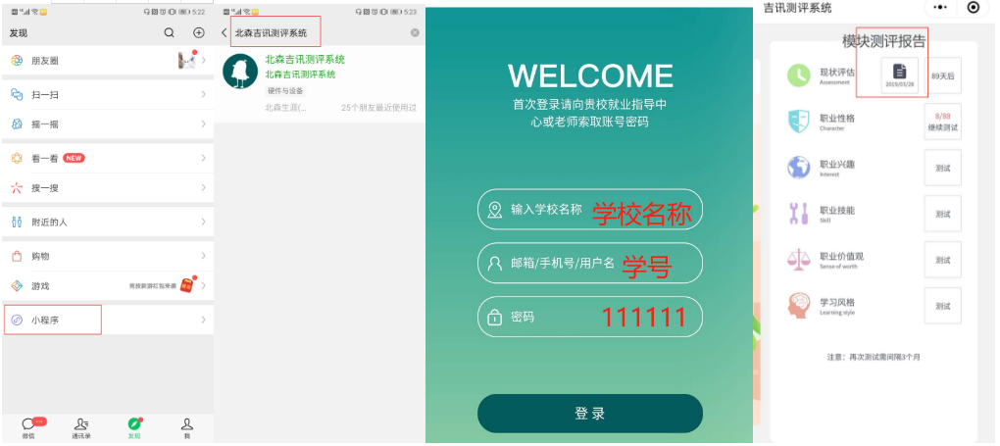 5:22
发现
朋友圈
扫一扫
摇一摇
看一看 NEW
搜一搜
附近的人
购物
游戏
小程序
微信
通讯录
发现
我
5:23
北森吉讯测评系统
北森吉讯测评系统
北森吉讯测评系统
硬件与设备
北森生涯(...
25个朋友最近使用过
WELCOME
首次登录请向贵校就业指导中
心或老师索取账号密码
输入学校名称 学校名称
邮箱/手机号/用户名 学号
密码 111111
登 录
吉讯测评系统
模块测评报告
现状评估
Assessment
2019/03/28
89天后
职业性格
Character
8/88
继续测试
职业兴趣
Interest
测试
职业技能
Skill
测试
职业价值观
Sense of worth
测试
学习风格
Learning style
测试
注意：再次测试需间隔3个月